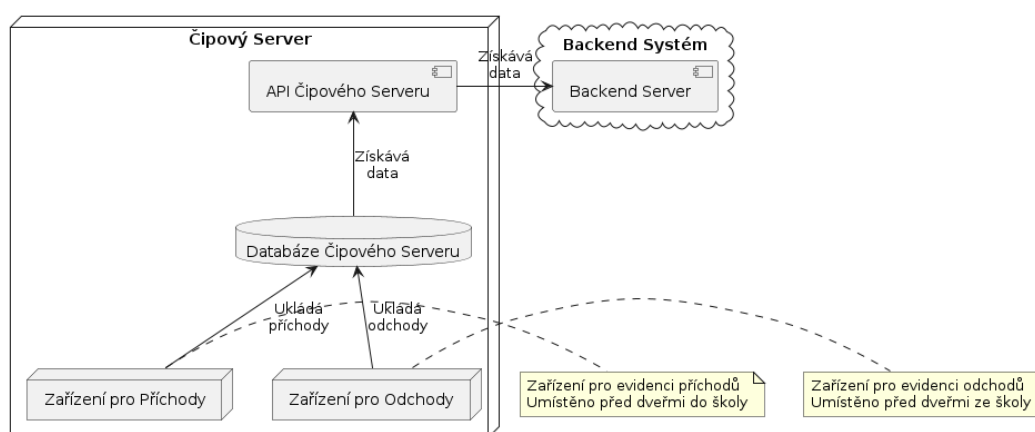 Čipový Server
Backend Systém
API Čipového Serveru
Získává
data
Backend Server
Získává
data
Databáze Čipového Serveru
Ukládá
příchody
Ukládá
odchody
Zařízení pro Příchody
Zařízení pro Odchody
Zařízení pro evidenci příchodů
Umístěno před dveřmi do školy
Zařízení pro evidenci odchodů
Umístěno před dveřmi ze školy